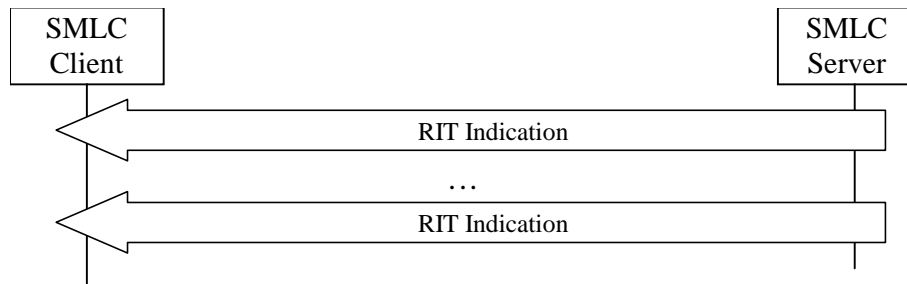 SMLC
Client
SMLC
Server
RIT Indication
...
RIT Indication